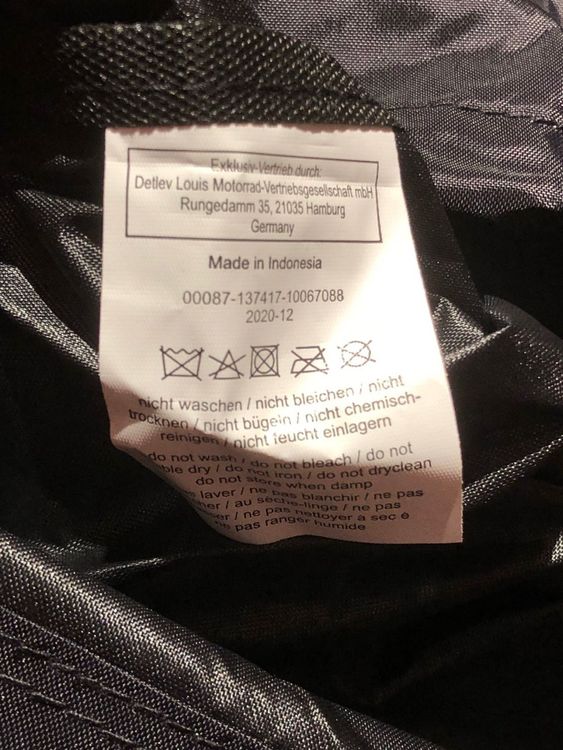 Exklusiv-Vertrieb durch:
Detlev Louis Motorrad-Vertriebsgesellschaft mbH
Rungedamm 35, 21035 Hamburg
Germany
Made in Indonesia
00087-137417-10067088
2020-12
nicht waschen / nicht bleichen / nicht
trocknen / nicht bügeln / nicht chemisch-
reinigen / nicht feucht einlagern
do not wash / do not bleach / do not
dry / do not iron / do not dryclean
do not store when damp
laver / ne pas blanchir / ne pas
au sèche-linge / ne pas
/ ne pas nettoyer a sec é
ne pas ranger humide